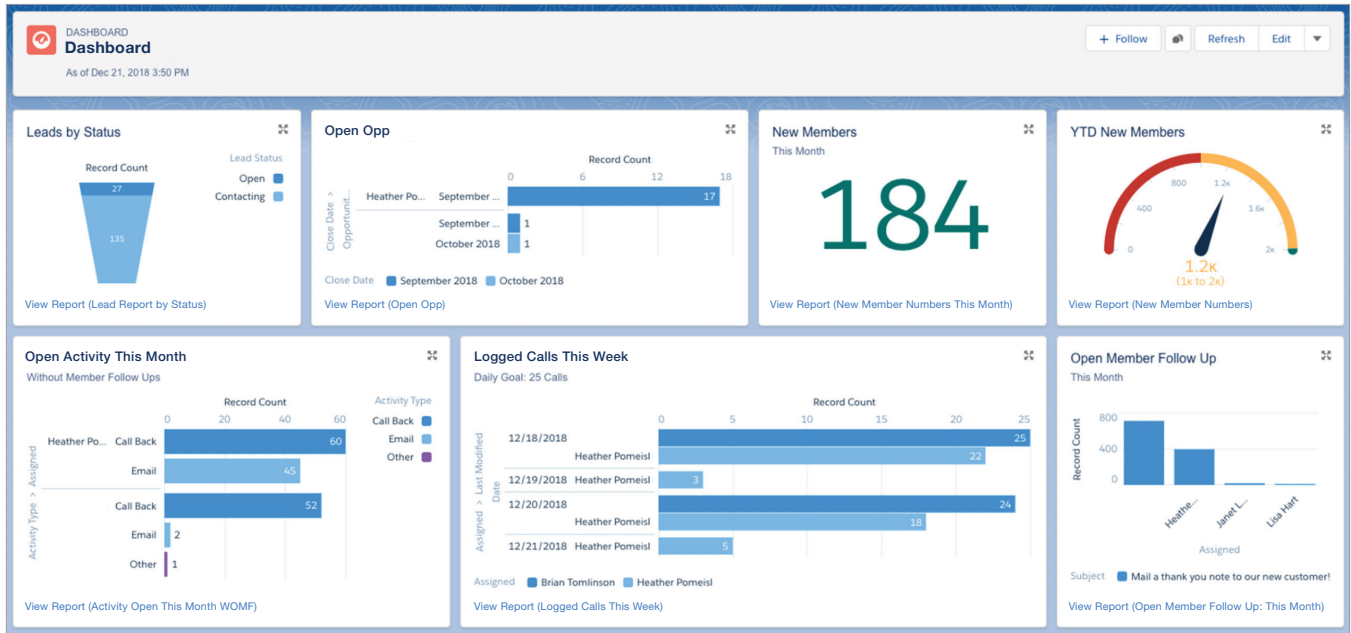 DASHBOARD
Dashboard
As of Dec 21, 2018 3:50 PM
+ Follow
Refresh
Edit
Leads by Status
Record Count
27
135
Lead Status
Open
Contacting
View Report (Lead Report by Status)
Open Opp
Record Count
0 6 12 18
Close Date >
Opportunit...
Heather Po... September ... 17
September ... 1
October 2018 1
Close Date September 2018 October 2018
View Report (Open Opp)
New Members
This Month
184
View Report (New Member Numbers This Month)
YTD New Members
0 400 800 1.2K 1.6K 2K
1.2K
(1K to 2K)
View Report (New Member Numbers)
Open Activity This Month
Without Member Follow Ups
Record Count
0 20 40 60
Activity Type > Assigned
Heather Po... Call Back 60
Email 45
Call Back 52
Email 2
Other 1
Activity Type
Call Back
Email
Other
View Report (Activity Open This Month WOMF)
Logged Calls This Week
Daily Goal: 25 Calls
Record Count
0 5 10 15 20 25
Assigned > Last Modified
Date
12/18/2018 25
Heather Pomeisl 22
12/19/2018 Heather Pomeisl 3
12/20/2018 24
Heather Pomeisl 18
12/21/2018 Heather Pomeisl 5
Assigned Brian Tomlinson Heather Pomeisl
View Report (Logged Calls This Week)
Open Member Follow Up
This Month
Record Count
800
400
0
Heathe... Janet L... Lisa Hart
Assigned
Subject Mail a thank you note to our new customer!
View Report (Open Member Follow Up: This Month)